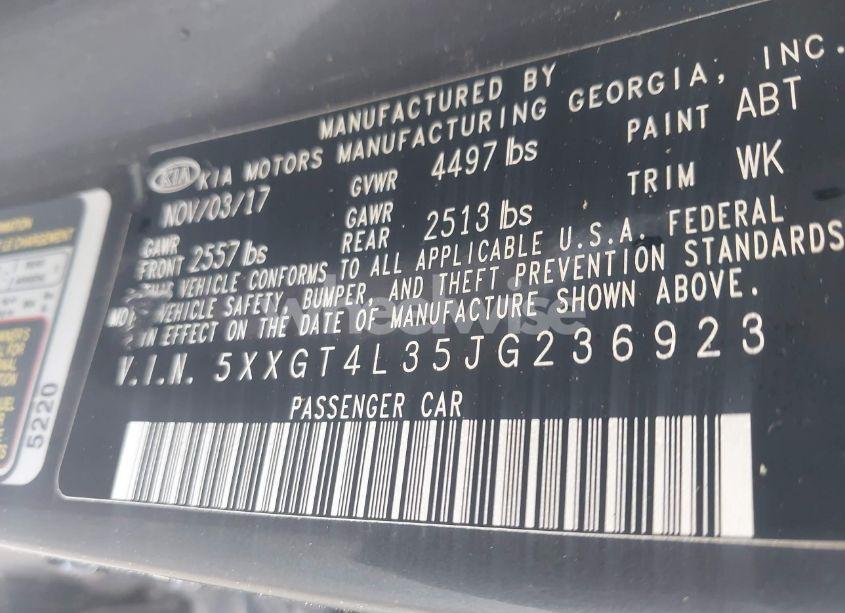 MANUFACTURED BY
KIA KIA MOTORS MANUFACTURING GEORGIA, INC.
NOV/03/17 GVWR 4497 lbs PAINT ABT
GAWR FRONT 2557 lbs GAWR REAR 2513 lbs TRIM WK
VEHICLE CONFORMS TO ALL APPLICABLE U.S.A. FEDERAL
VEHICLE SAFETY, BUMPER, AND THEFT PREVENTION STANDARDS
IN EFFECT ON THE DATE OF MANUFACTURE SHOWN ABOVE.
V.I.N. 5XXGT4L35JG236923
PASSENGER CAR
5220
wheelwise